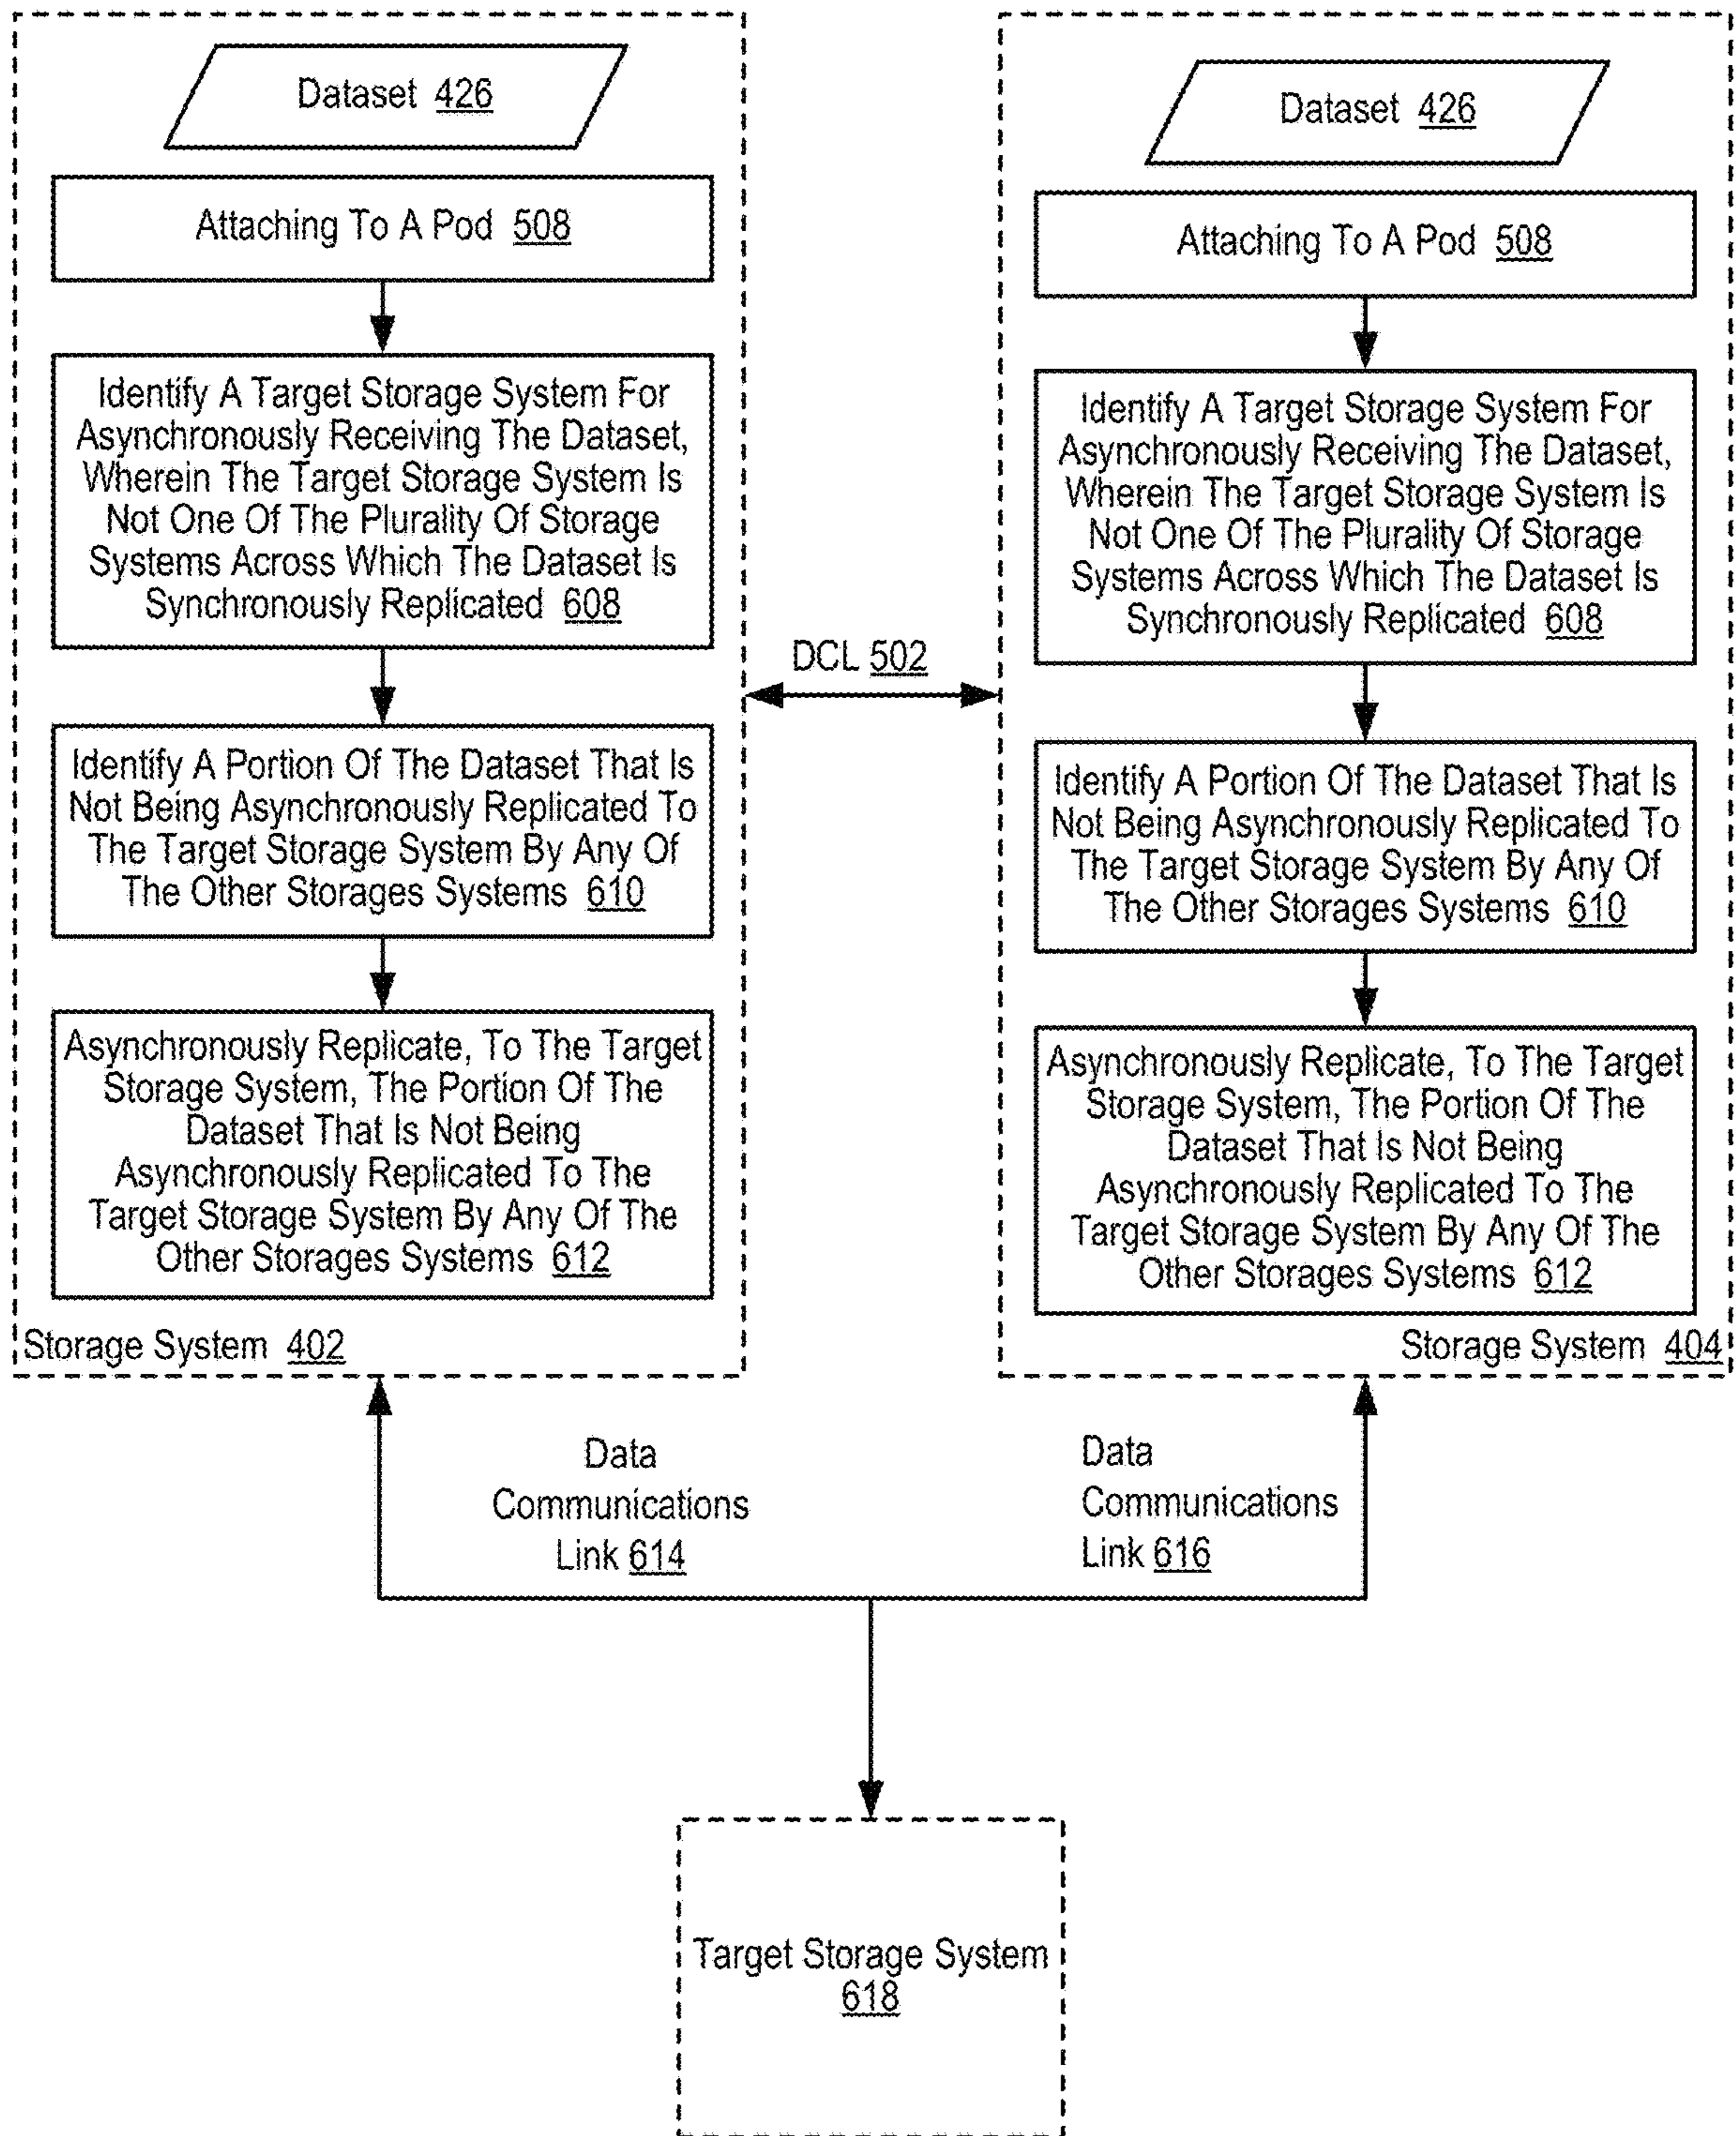 Dataset 426
Attaching To A Pod 508
Identify A Target Storage System For
Asynchronously Receiving The Dataset,
Wherein The Target Storage System Is
Not One Of The Plurality Of Storage
Systems Across Which The Dataset Is
Synchronously Replicated 608
Identify A Portion Of The Dataset That Is
Not Being Asynchronously Replicated To
The Target Storage System By Any Of
The Other Storages Systems 610
Asynchronously Replicate, To The Target
Storage System, The Portion Of The
Dataset That Is Not Being
Asynchronously Replicated To The
Target Storage System By Any Of The
Other Storages Systems 612
Storage System 402
DCL 502
Dataset 426
Attaching To A Pod 508
Identify A Target Storage System For
Asynchronously Receiving The Dataset,
Wherein The Target Storage System Is
Not One Of The Plurality Of Storage
Systems Across Which The Dataset Is
Synchronously Replicated 608
Identify A Portion Of The Dataset That Is
Not Being Asynchronously Replicated To
The Target Storage System By Any Of
The Other Storages Systems 610
Asynchronously Replicate, To The Target
Storage System, The Portion Of The
Dataset That Is Not Being
Asynchronously Replicated To The
Target Storage System By Any Of The
Other Storages Systems 612
Storage System 404
Data
Communications
Link 614
Data
Communications
Link 616
Target Storage System
618